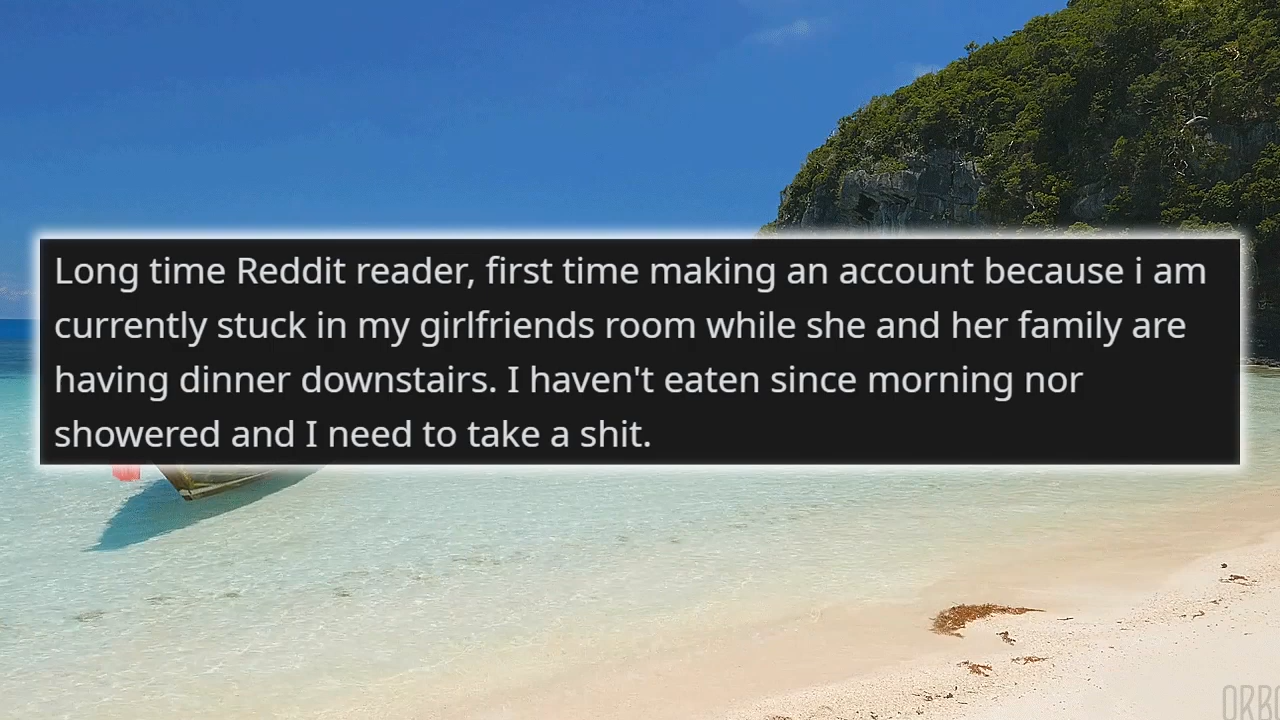 Long time Reddit reader, first time making an account because i am
currently stuck in my girlfriends room while she and her family are
having dinner downstairs. I haven't eaten since morning nor
showered and I need to take a shit.
ORBO